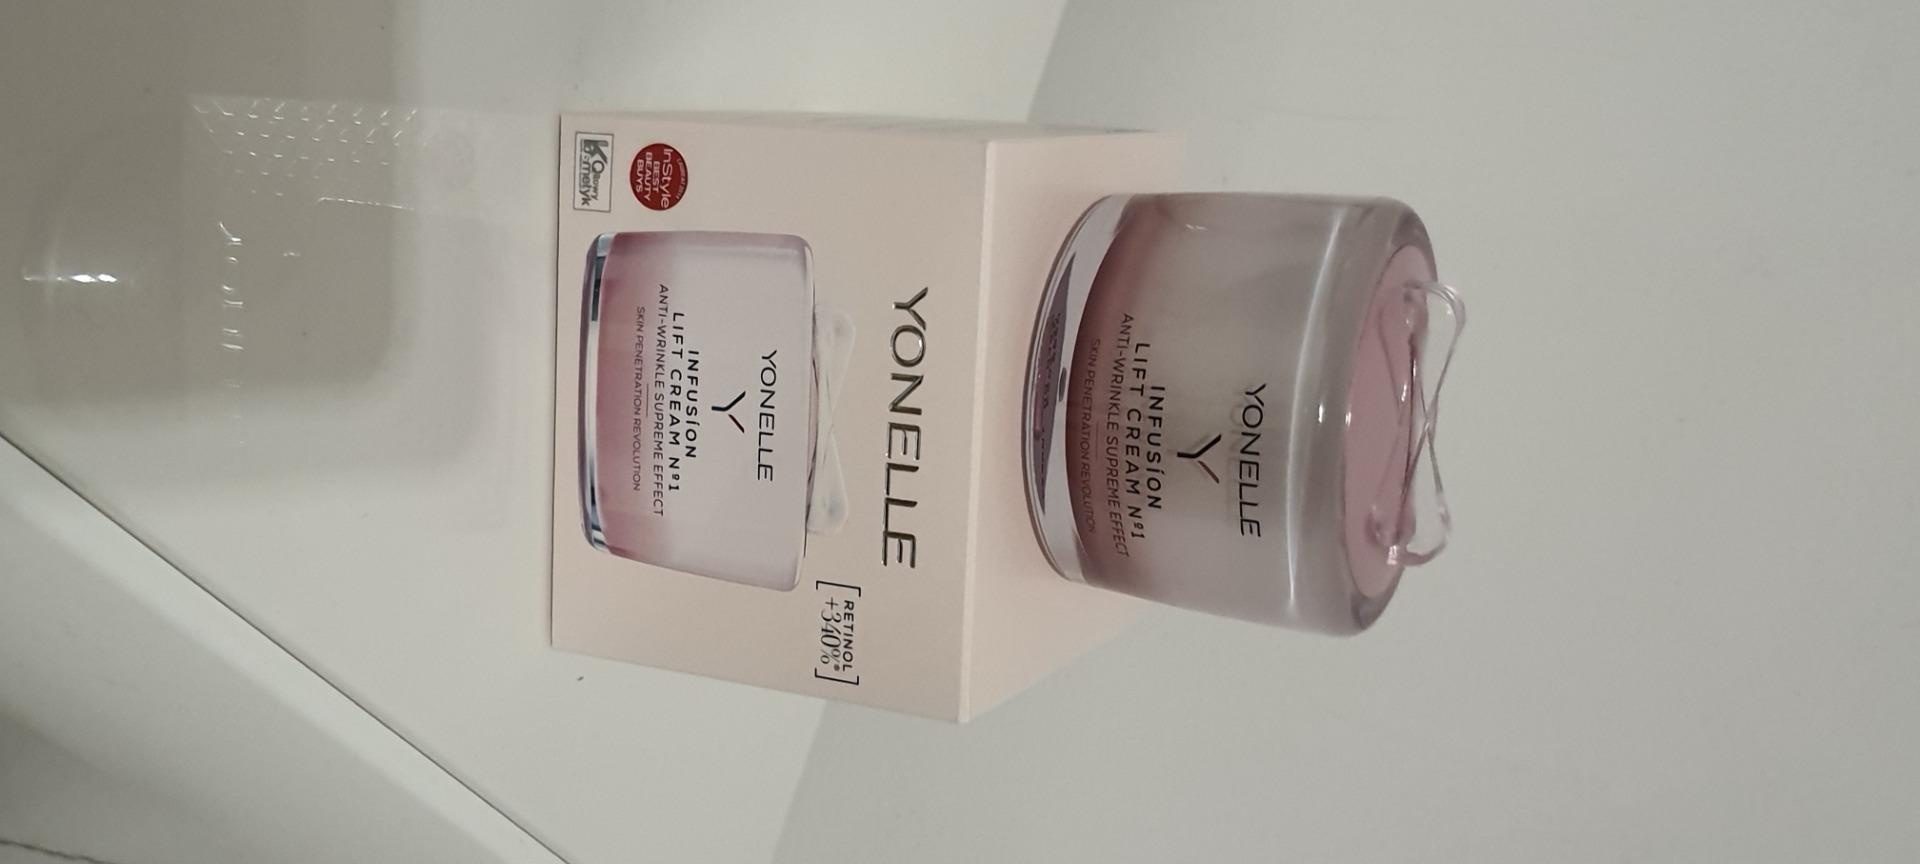 YONELLE
INFUSÍON
LIFT CREAM Nº1
ANTI-WRINKLE SUPREME EFFECT
SKIN PENETRATION REVOLUTION
YONELLE
[RETINOL
+340%*]
YONELLE
INFUSÍON
LIFT CREAM Nº1
ANTI-WRINKLE SUPREME EFFECT
SKIN PENETRATION REVOLUTION
InStyle
BEST
BEAUTY
BUYS